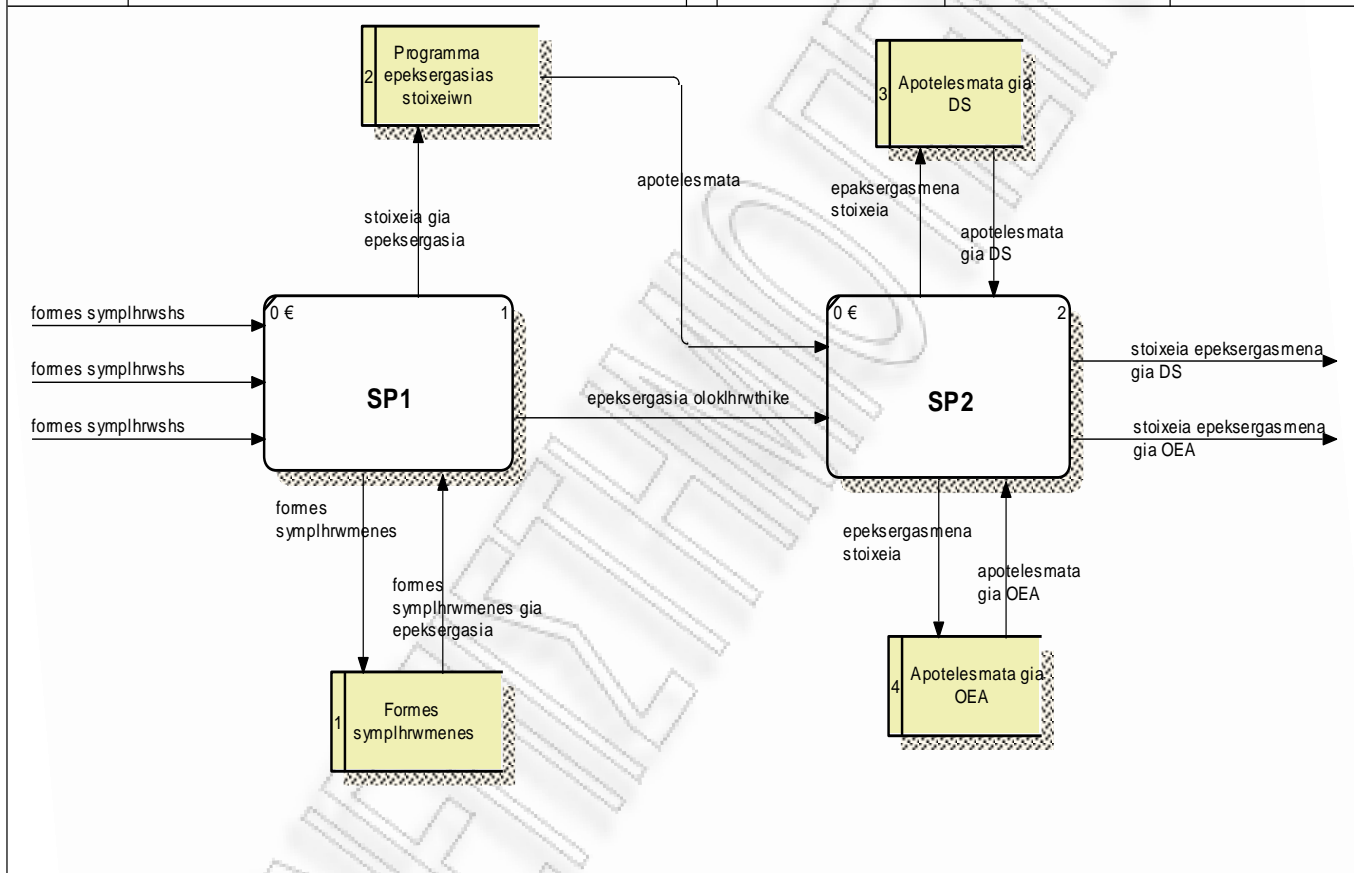 2
Programma
epeksergasias
stoixeiwn
3
Apotelesmata gia
DS
apotelesmata
epaksergasmena
stoixeia
stoixeia gia
epeksergasia
apotelesmata
gia DS
formes symplhrwshs
formes symplhrwshs
formes symplhrwshs
0 €
1
SP1
epeksergasia oloklhrwthike
0 €
2
SP2
stoixeia epeksergasmena
gia DS
stoixeia epeksergasmena
gia OEA
formes
symplhrwmenes
formes
symplhrwmenes gia
epeksergasia
epeksergasmena
stoixeia
apotelesmata
gia OEA
1
Formes
symplhrwmenes
4
Apotelesmata gia
OEA